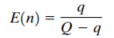 E(n) = q / (Q − q)